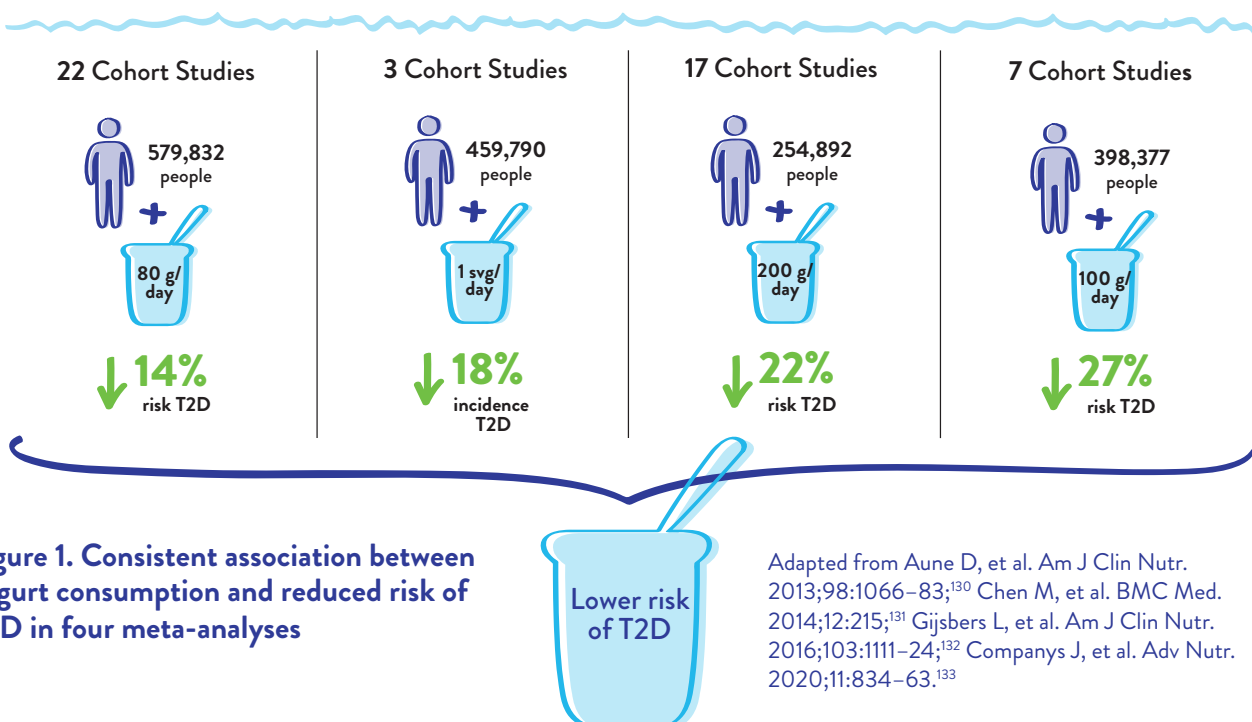 22 Cohort Studies
579,832
people
80 g/
day
14%
risk T2D
3 Cohort Studies
459,790
people
1 svg/
day
18%
incidence
T2D
17 Cohort Studies
254,892
people
200 g/
day
22%
risk T2D
7 Cohort Studies
398,377
people
100 g/
day
27%
risk T2D
gure 1. Consistent association between
gurt consumption and reduced risk of
D in four meta-analyses
Lower risk
of T2D
Adapted from Aune D, et al. Am J Clin Nutr.
2013;98:1066–83;¹³⁰ Chen M, et al. BMC Med.
2014;12:215;¹³¹ Gijsbers L, et al. Am J Clin Nutr.
2016;103:1111–24;¹³² Companys J, et al. Adv Nutr.
2020;11:834–63.¹³³